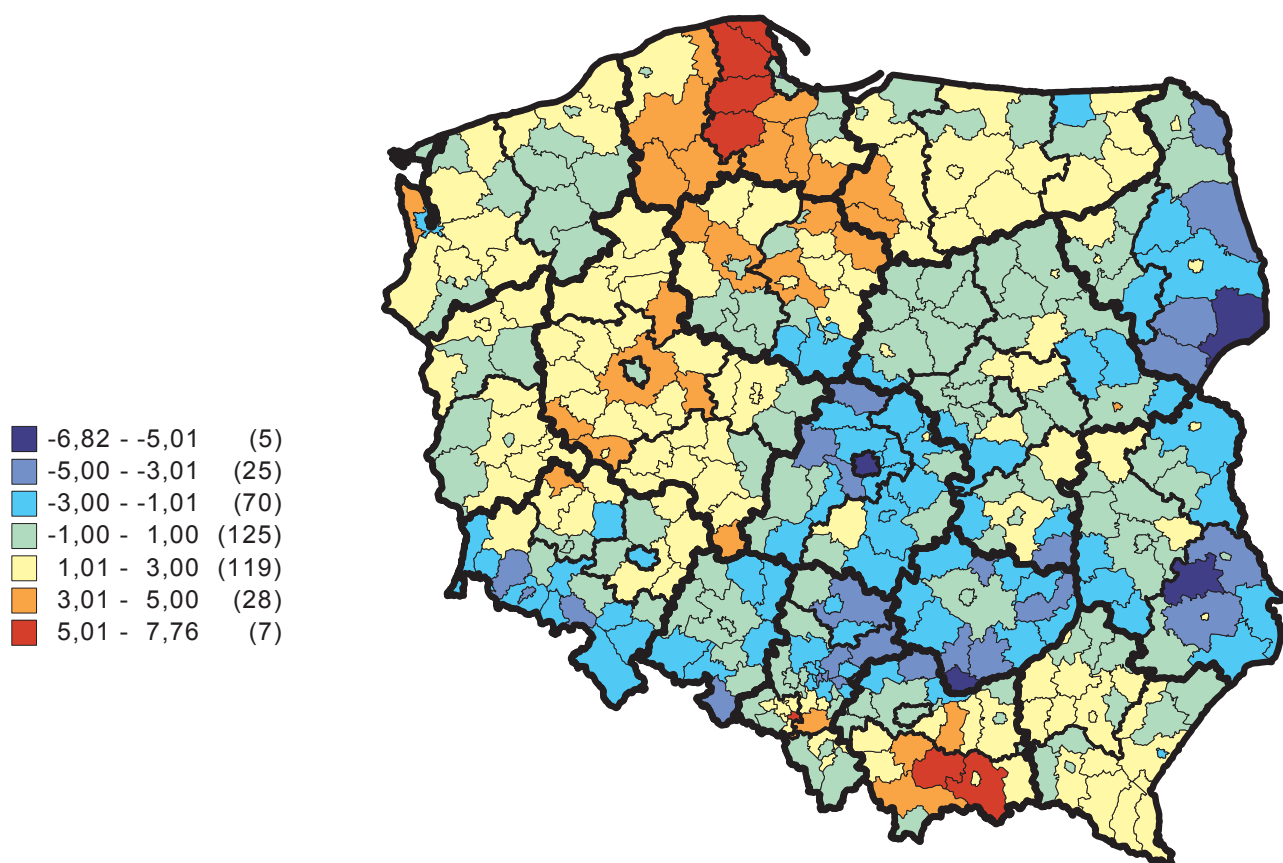 -6,82 - -5,01 (5)
-5,00 - -3,01 (25)
-3,00 - -1,01 (70)
-1,00 - 1,00 (125)
1,01 - 3,00 (119)
3,01 - 5,00 (28)
5,01 - 7,76 (7)